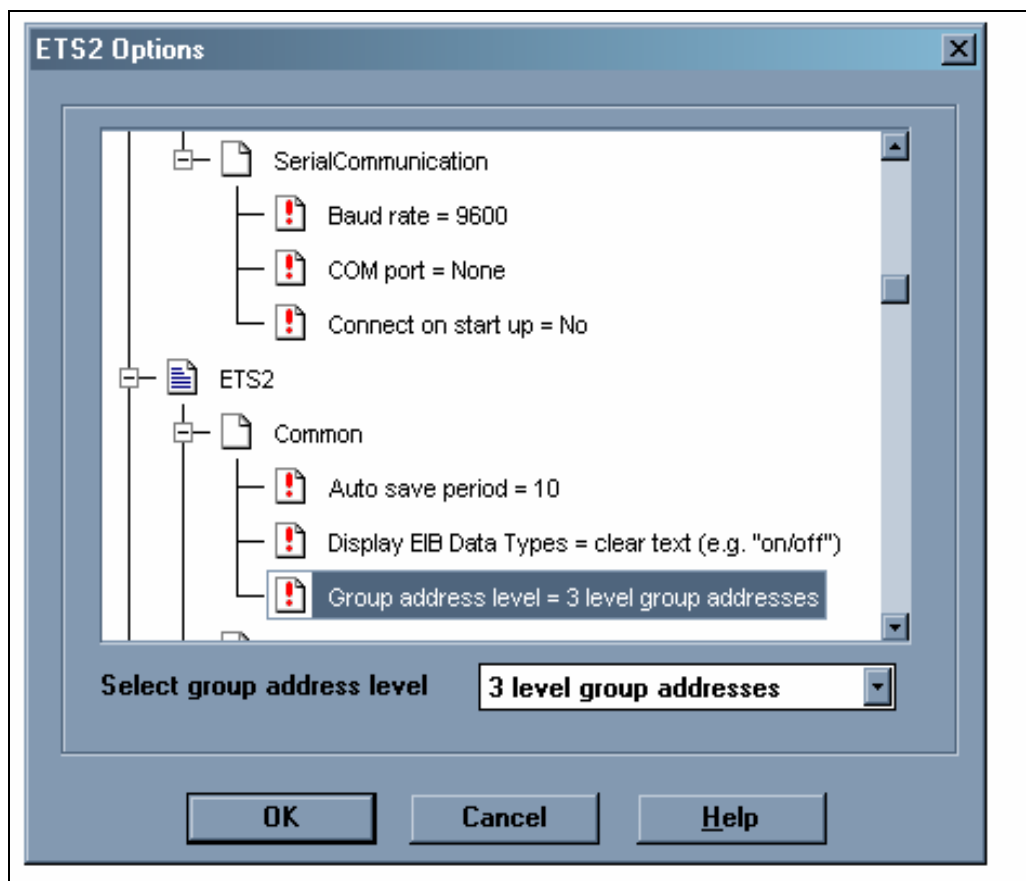 ETS2 Options
SerialCommunication
Baud rate = 9600
COM port = None
Connect on start up = No
ETS2
Common
Auto save period = 10
Display EIB Data Types = clear text (e.g. "on/off")
Group address level = 3 level group addresses
Select group address level 3 level group addresses
OK Cancel Help